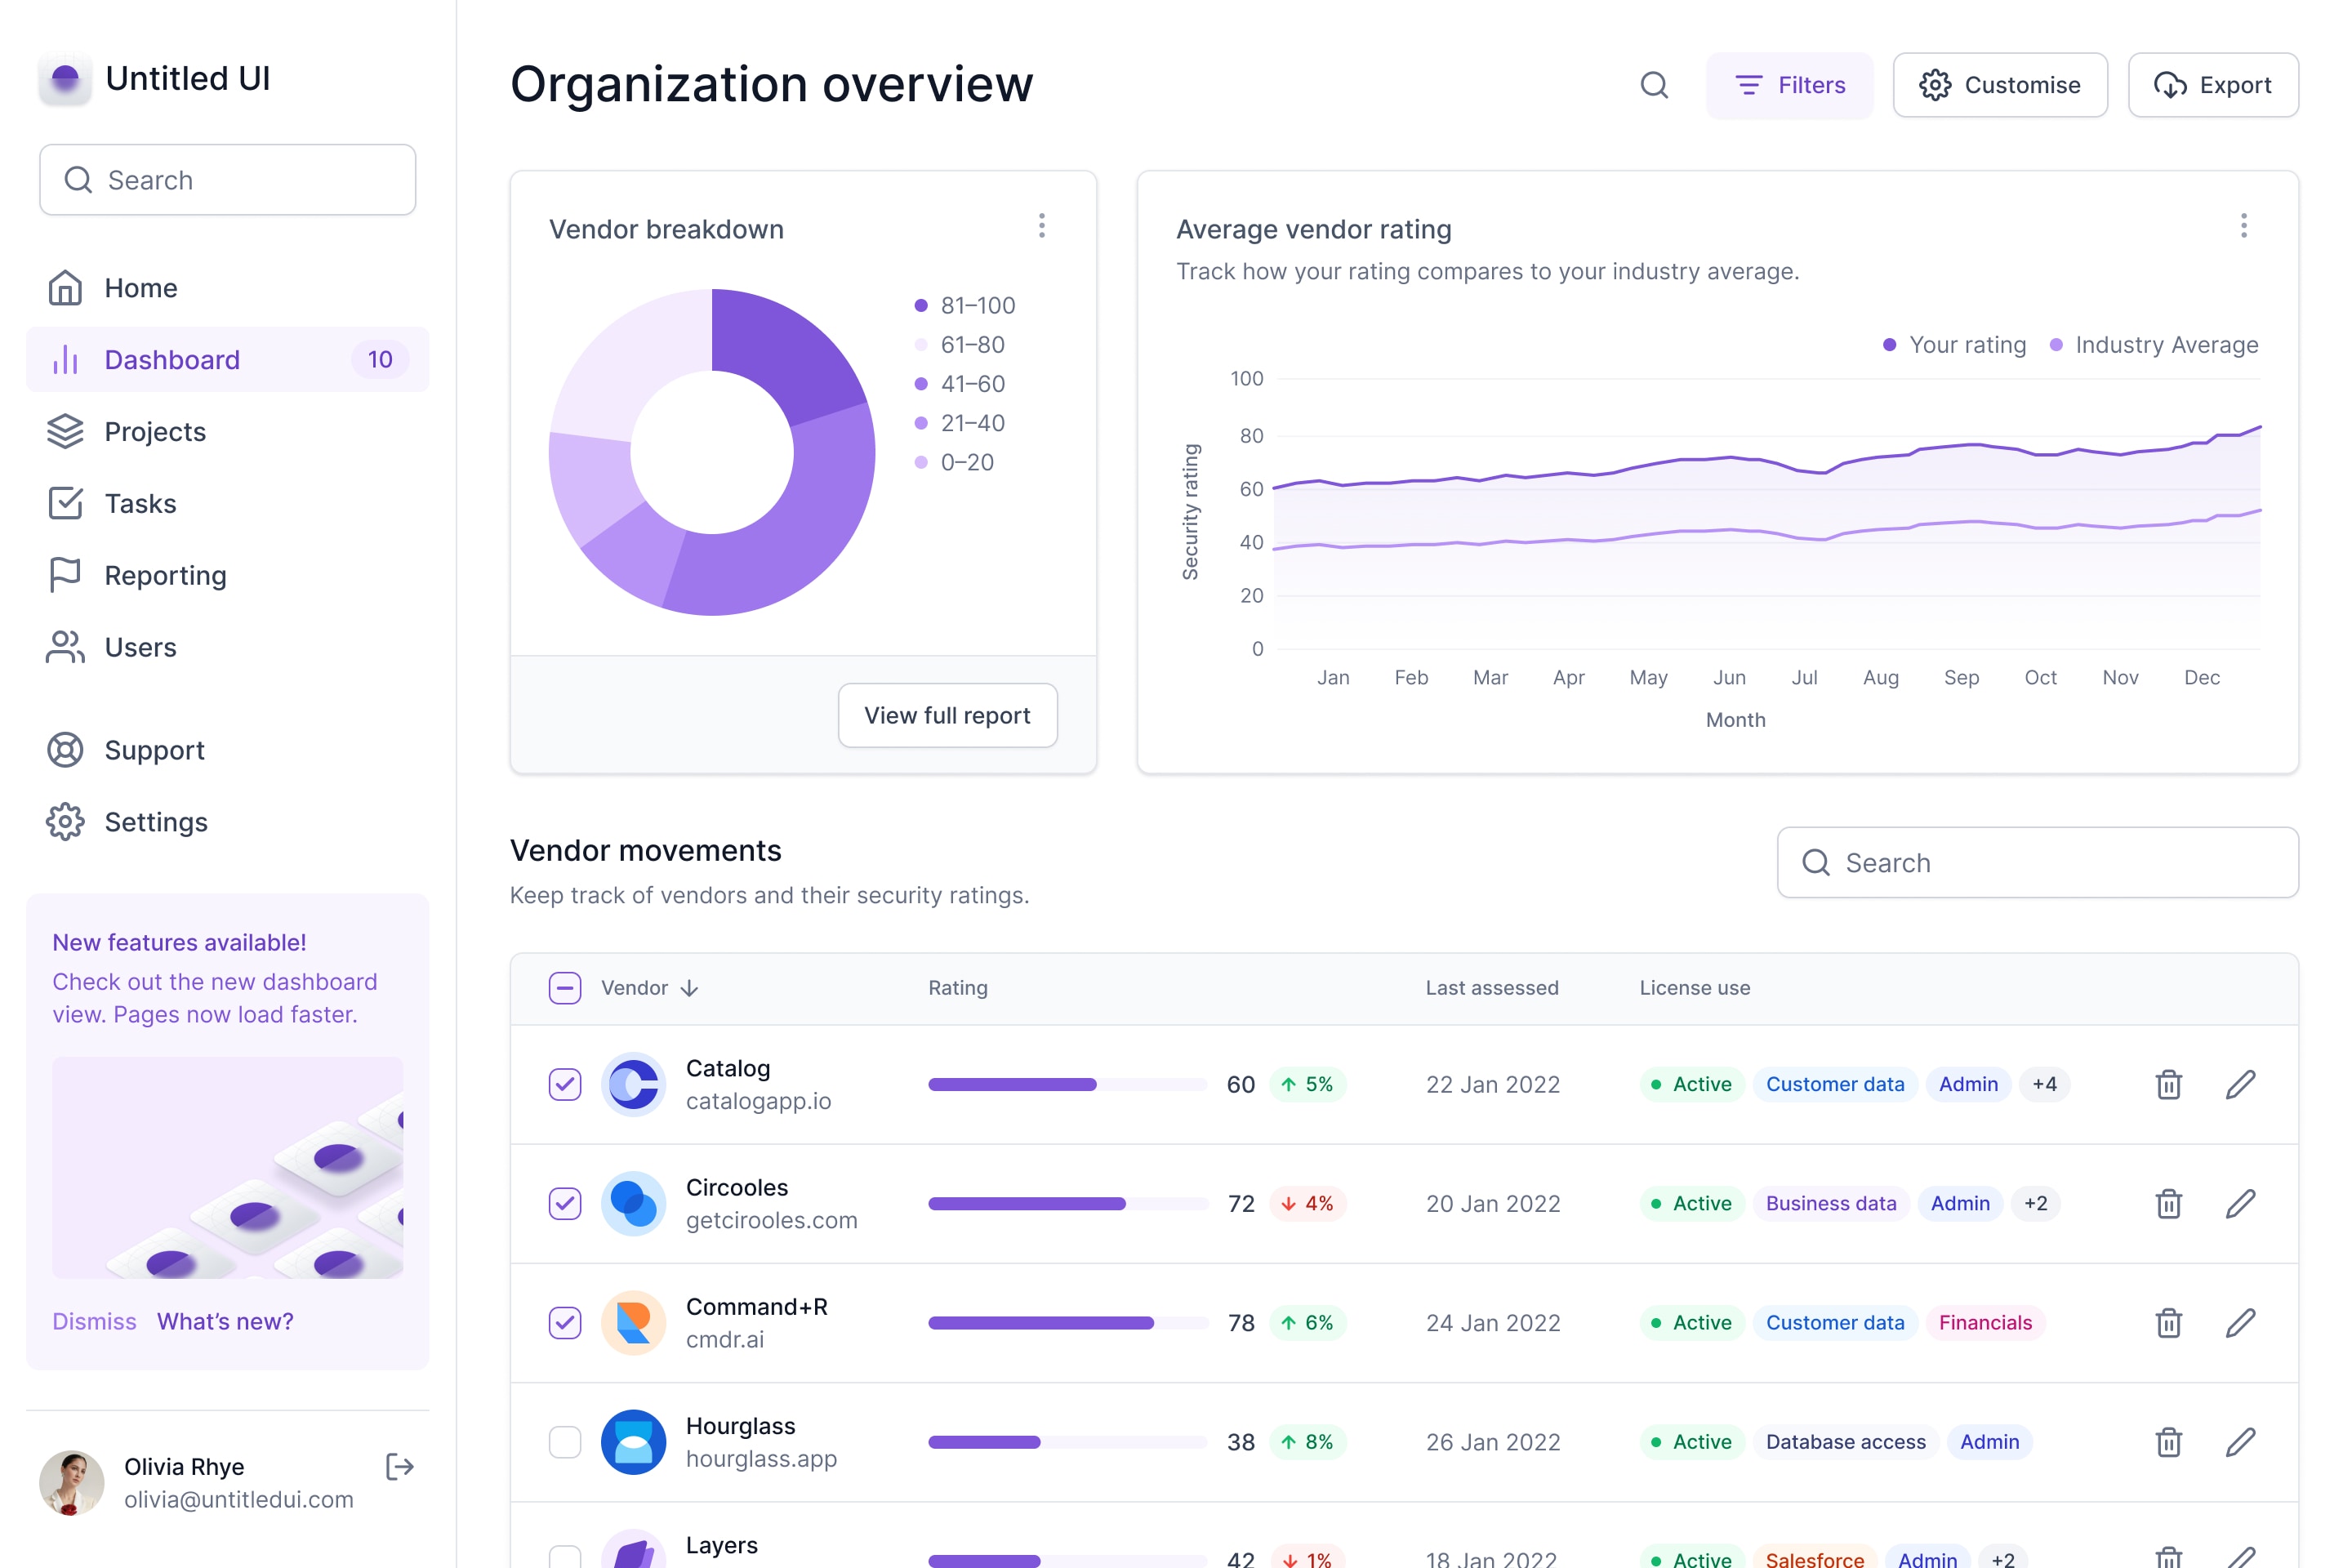 Untitled UI
Search
Home
Dashboard 10
Projects
Tasks
Reporting
Users
Support
Settings
New features available!
Check out the new dashboard
view. Pages now load faster.
Dismiss What’s new?
Olivia Rhye
olivia@untitledui.com
Organization overview
Filters Customise Export
Vendor breakdown
81–100
61–80
41–60
21–40
0–20
View full report
Average vendor rating
Track how your rating compares to your industry average.
Your rating Industry Average
Security rating
100
80
60
40
20
0
Jan Feb Mar Apr May Jun Jul Aug Sep Oct Nov Dec
Month
Vendor movements
Keep track of vendors and their security ratings.
Search
Vendor Rating Last assessed License use
Catalog
catalogapp.io
60 5% 22 Jan 2022 Active Customer data Admin +4
Circooles
getcirooles.com
72 4% 20 Jan 2022 Active Business data Admin +2
Command+R
cmdr.ai
78 6% 24 Jan 2022 Active Customer data Financials
Hourglass
hourglass.app
38 8% 26 Jan 2022 Active Database access Admin
Layers
42 1% 18 Jan 2022 Active Salesforce Admin +2